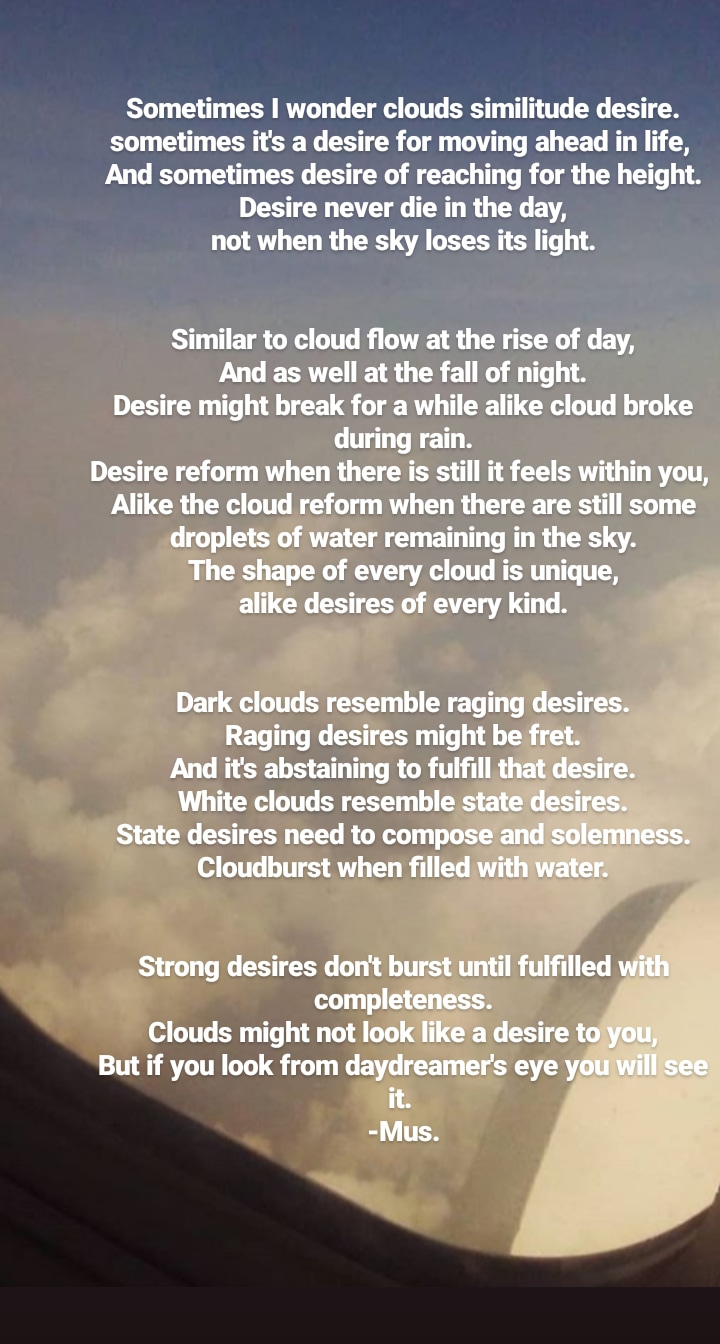 Sometimes I wonder clouds similitude desire.
sometimes it's a desire for moving ahead in life,
And sometimes desire of reaching for the height.
Desire never die in the day,
not when the sky loses its light.
Similar to cloud flow at the rise of day,
And as well at the fall of night.
Desire might break for a while alike cloud broke
during rain.
Desire reform when there is still it feels within you,
Alike the cloud reform when there are still some
droplets of water remaining in the sky.
The shape of every cloud is unique,
alike desires of every kind.
Dark clouds resemble raging desires.
Raging desires might be fret.
And it's abstaining to fulfill that desire.
White clouds resemble state desires.
State desires need to compose and solemness.
Cloudburst when filled with water.
Strong desires don't burst until fulfilled with
completeness.
Clouds might not look like a desire to you,
But if you look from daydreamer's eye you will see
it.
-Mus.